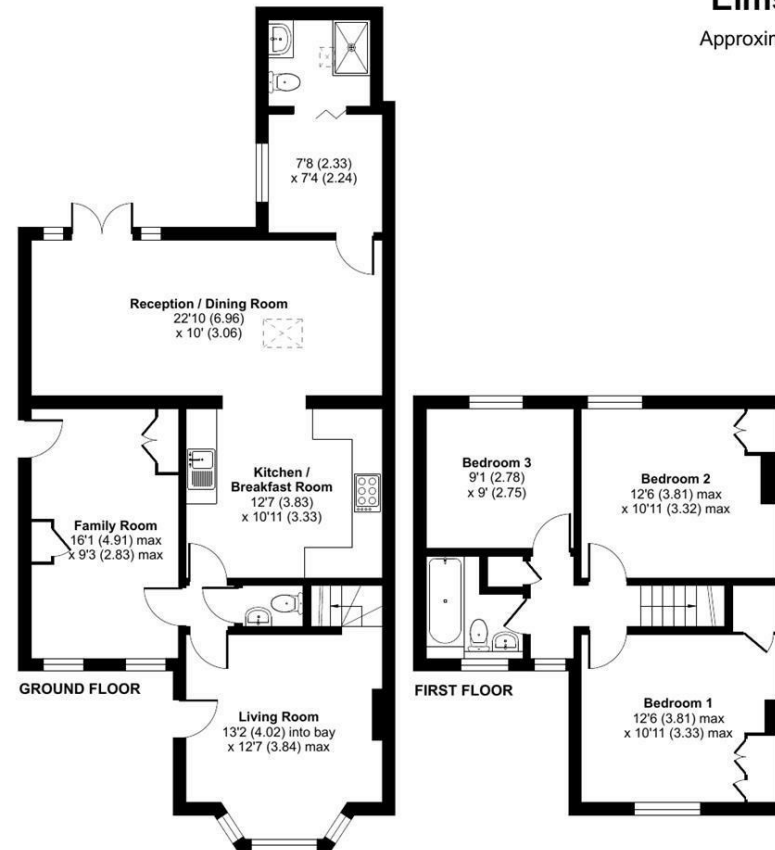 Approxin
7'8 (2.33)
x 7'4 (2.24)
Reception / Dining Room
22'10 (6.96)
x 10' (3.06)
Kitchen /
Breakfast Room
12'7 (3.83)
x 10'11 (3.33)
Family Room
16'1 (4.91) max
x 9'3 (2.83) max
Living Room
13'2 (4.02) into bay
x 12'7 (3.84) max
GROUND FLOOR
Bedroom 3
9'1 (2.78)
x 9' (2.75)
Bedroom 2
12'6 (3.81) max
x 10'11 (3.32) max
Bedroom 1
12'6 (3.81) max
x 10'11 (3.33) max
FIRST FLOOR